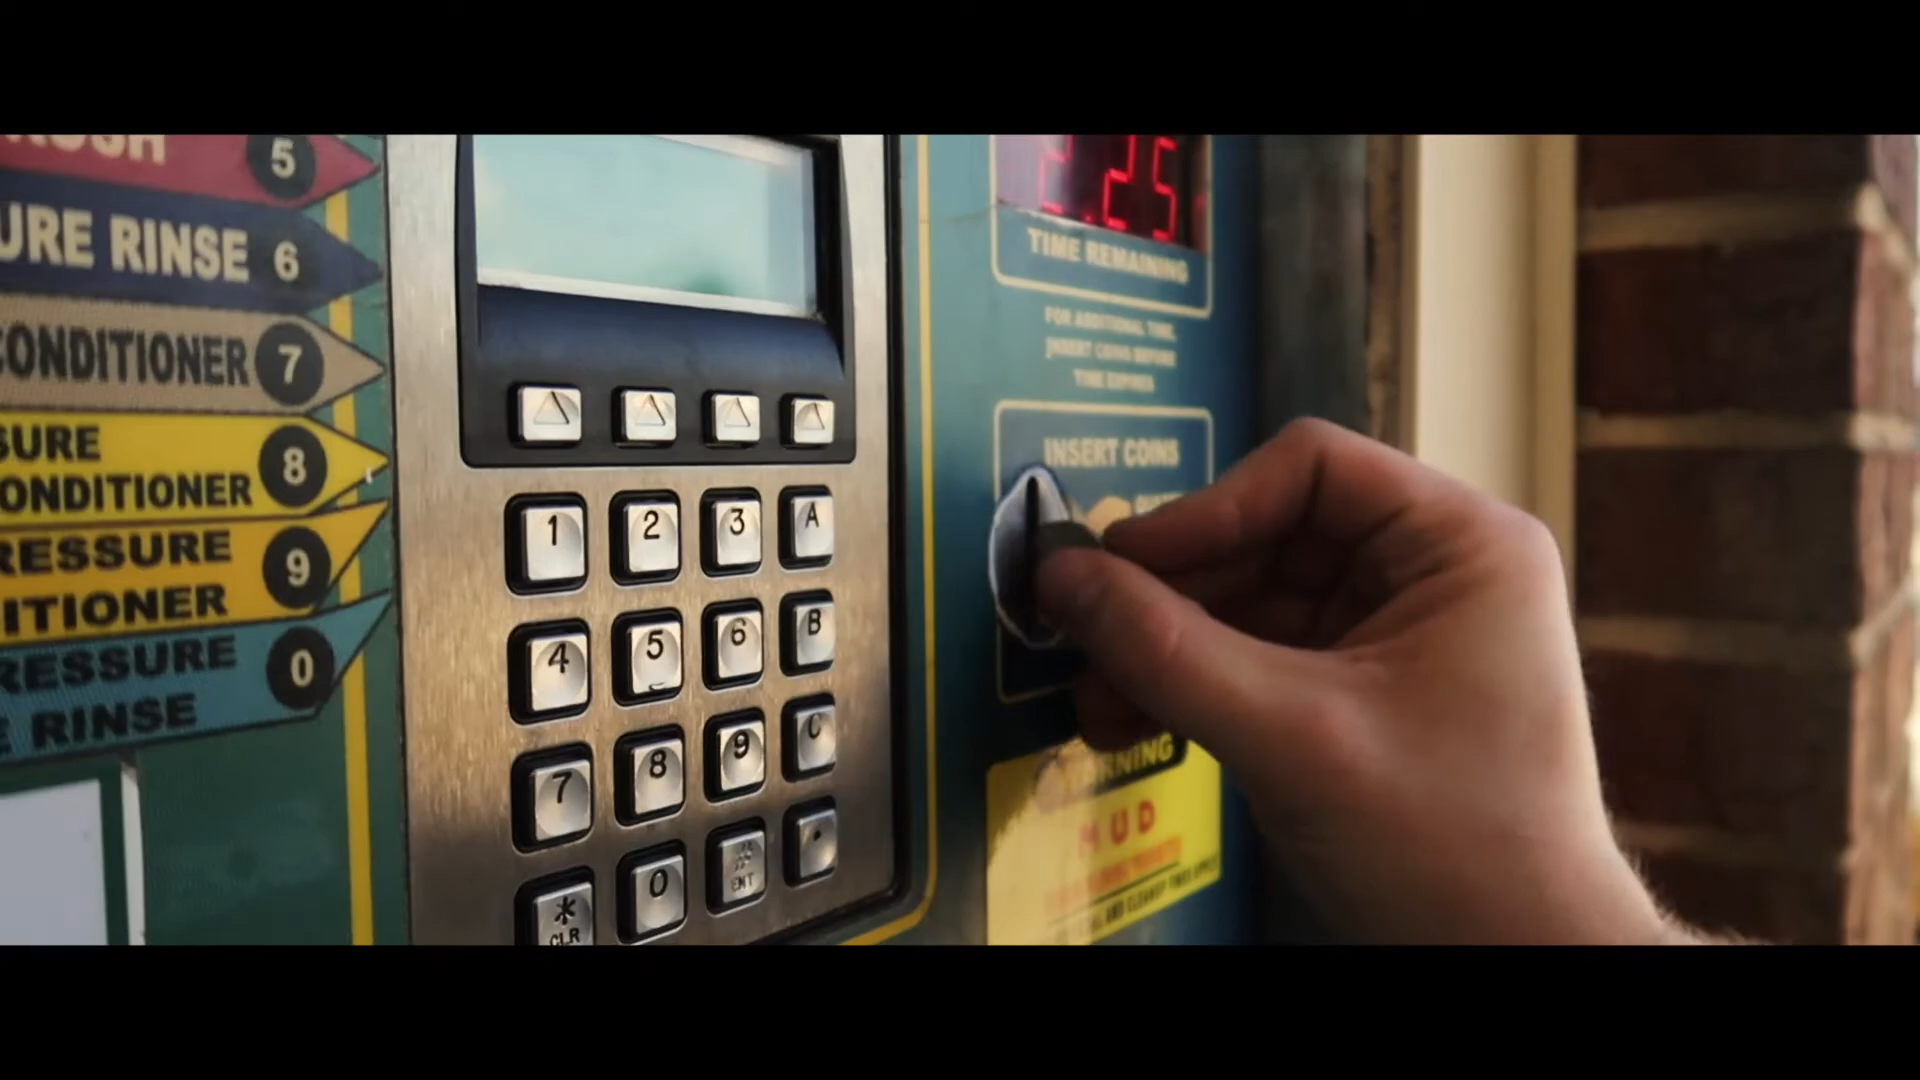 5
URE RINSE 6
CONDITIONER 7
SURE
ONDITIONER 8
RESSURE
ITIONER 9
RESSURE
RINSE 0
1 2 3 A
4 5 6 B
7 8 9 C
* 0 ENT .
CLR
2.25
TIME REMAINING
FOR ADDITIONAL TIME,
INSERT COINS BEFORE
TIME EXPIRES
INSERT COINS
MUD